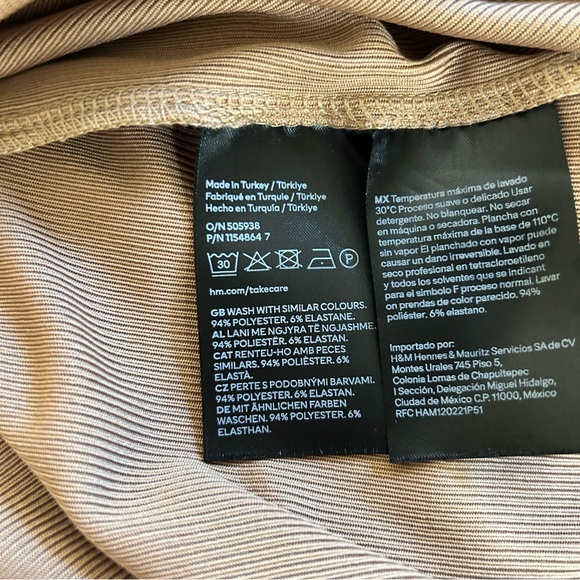 Made in Turkey / Türkiye
Fabriqué en Turquie / Türkiye
Hecho en Turquía / Türkiye
O/N 505938
P/N 1154864 7
30
P
hm.com/takecare
GB WASH WITH SIMILAR COLOURS.
94% POLYESTER. 6% ELASTANE.
AL LANI ME NGJYRA TË NGJASHME.
94% POLIESTËR. 6% ELASTAN.
CAT RENTEU-HO AMB PECES
SIMILARS. 94% POLIÈSTER. 6%
ELASTÀ.
CZ PERTE S PODOBNÝMI BARVAMI.
94% POLYESTER. 6% ELASTAN.
DE MIT ÄHNLICHEN FARBEN
WASCHEN. 94% POLYESTER. 6%
ELASTHAN.
MX Temperatura máxima de lavado
30°C Proceso suave o delicado Usar
detergente. No blanquear. No secar
en máquina o secadora. Plancha con
temperatura máxima de la base de 110°C
sin vapor El planchado con vapor puede
causar un dano irreversible. Lavado en
seco profesional en tetracloroetileno
y todos los solventes que se indican
para el símbolo F proceso normal. Lavar
con prendas de color parecido. 94%
poliéster. 6% elastano.
Importado por:
H&M Hennes & Mauritz Servicios SA de CV
Montes Urales 745 Piso 5,
Colonia Lomas de Chapultepec
I Sección, Delegación Miguel Hidalgo,
Ciudad de México C.P. 11000, México
RFC HAM120221P51